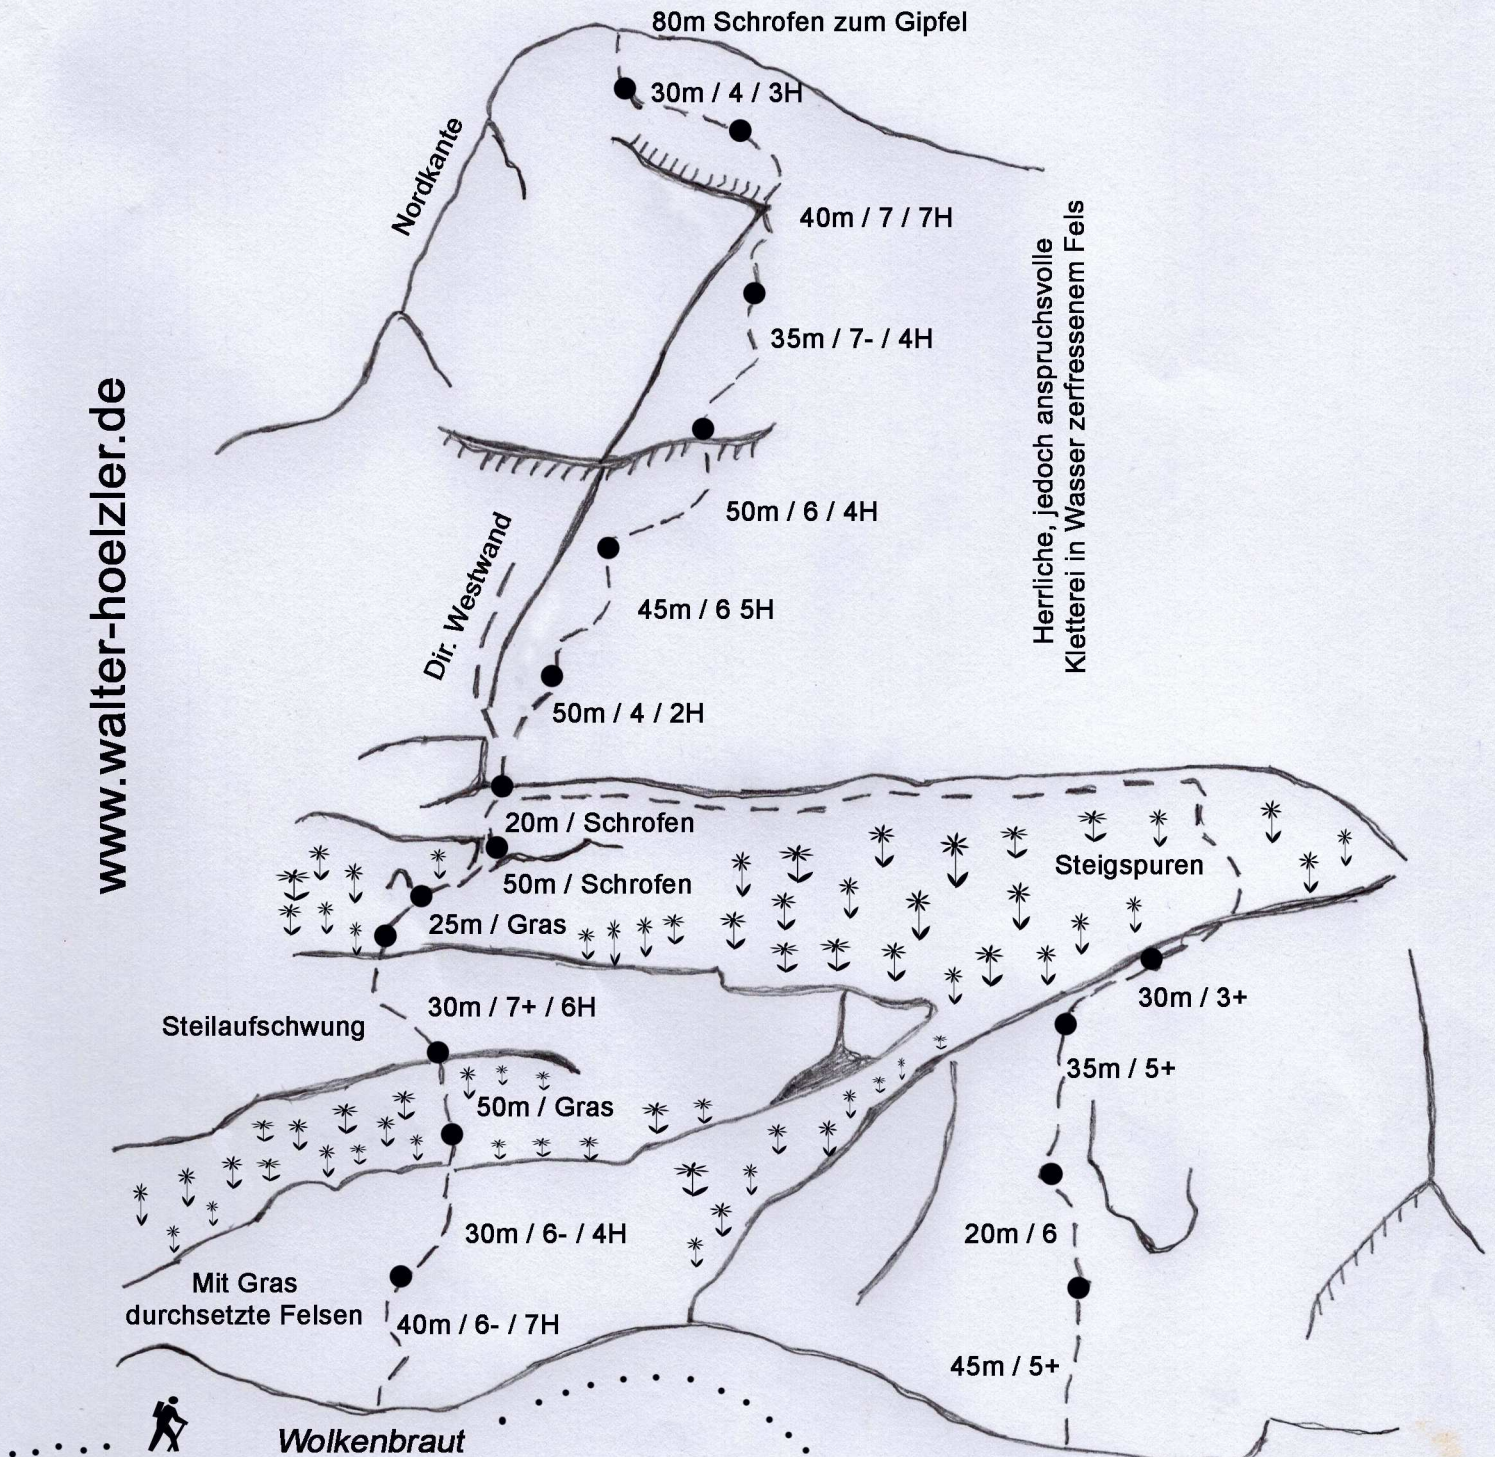 80m Schrofen zum Gipfel
30m / 4 / 3H
Nordkante
40m / 7 / 7H
35m / 7- / 4H
Herrliche, jedoch anspruchsvolle
Kletterei in Wasser zerfressenem Fels
www.walter-hoelzler.de
50m / 6 / 4H
Dir. Westwand
45m / 6 5H
50m / 4 / 2H
20m / Schrofen
Steigspuren
50m / Schrofen
25m / Gras
30m / 3+
30m / 7+ / 6H
Steilaufschwung
35m / 5+
50m / Gras
30m / 6- / 4H
20m / 6
Mit Gras
durchsetzte Felsen
40m / 6- / 7H
45m / 5+
Wolkenbraut